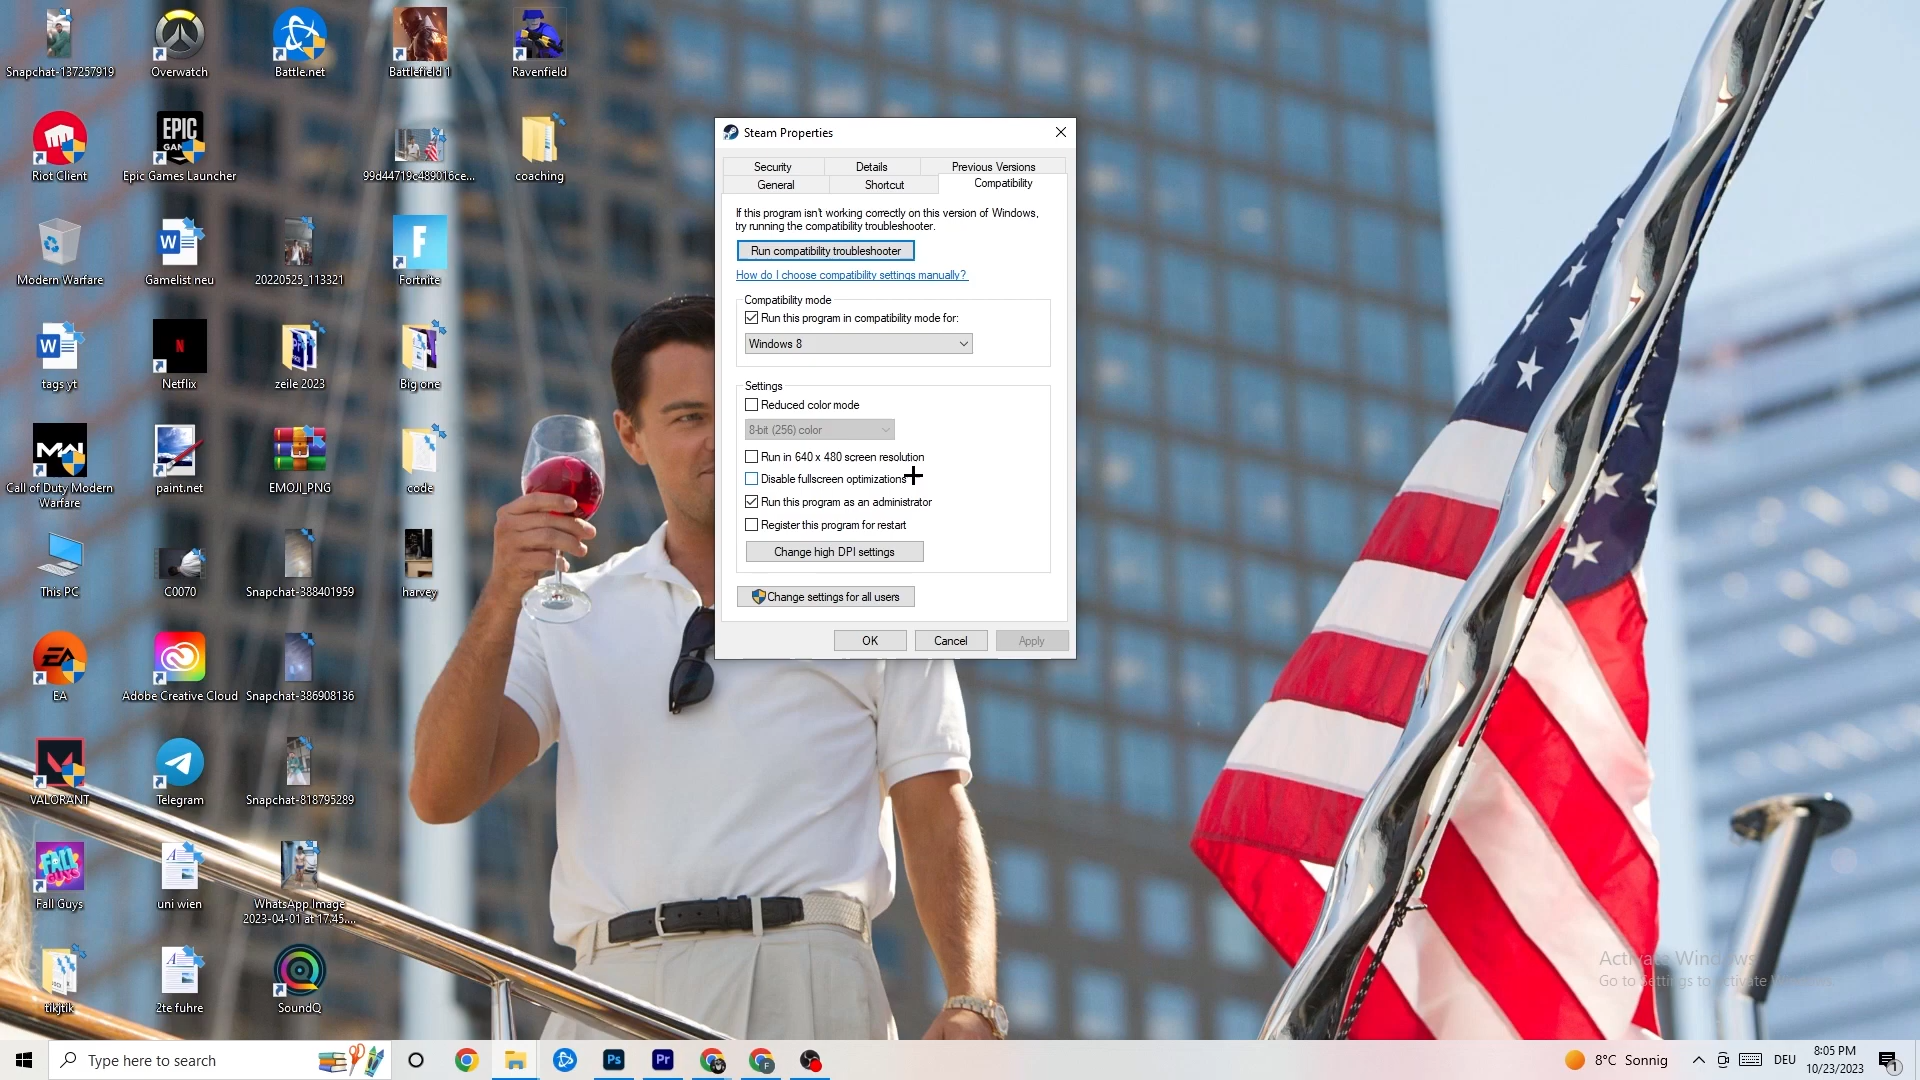 Snapchat-137257919
Overwatch
Battle.net
Battlefield 1
Ravenfield
EPIC
GAM
Riot Client
Epic Games Launcher
99d44719c489016ce...
coaching
W
F
Modern Warfare
Gamelist neu
20220525_113321
Fortnite
W
N
tags yt
Netflix
zeile 2023
Big one
Call of Duty Modern
Warfare
paint.net
EMOJI_PNG
code
This PC
C0070
Snapchat-388401959
harvey
EA
EA
Adobe Creative Cloud
Snapchat-386908136
VALORANT
Telegram
Snapchat-818795289
FALL
GUYS
Fall Guys
uni wien
WhatsApp Image
2023-04-01 at 17.45....
tikjtik
2te fuhre
SoundQ
Steam Properties
Security
Details
Previous Versions
General
Shortcut
Compatibility
If this program isn't working correctly on this version of Windows,
try running the compatibility troubleshooter.
Run compatibility troubleshooter
How do I choose compatibility settings manually?
Compatibility mode
Run this program in compatibility mode for:
Windows 8
Settings
Reduced color mode
8-bit (256) color
Run in 640 x 480 screen resolution
Disable fullscreen optimizations
Run this program as an administrator
Register this program for restart
Change high DPI settings
Change settings for all users
OK
Cancel
Apply
Activate Windows
Go to Settings to activate Windows.
Type here to search
Ps
Pr
F
8°C Sonnig
DEU
8:05 PM
10/23/2023
1